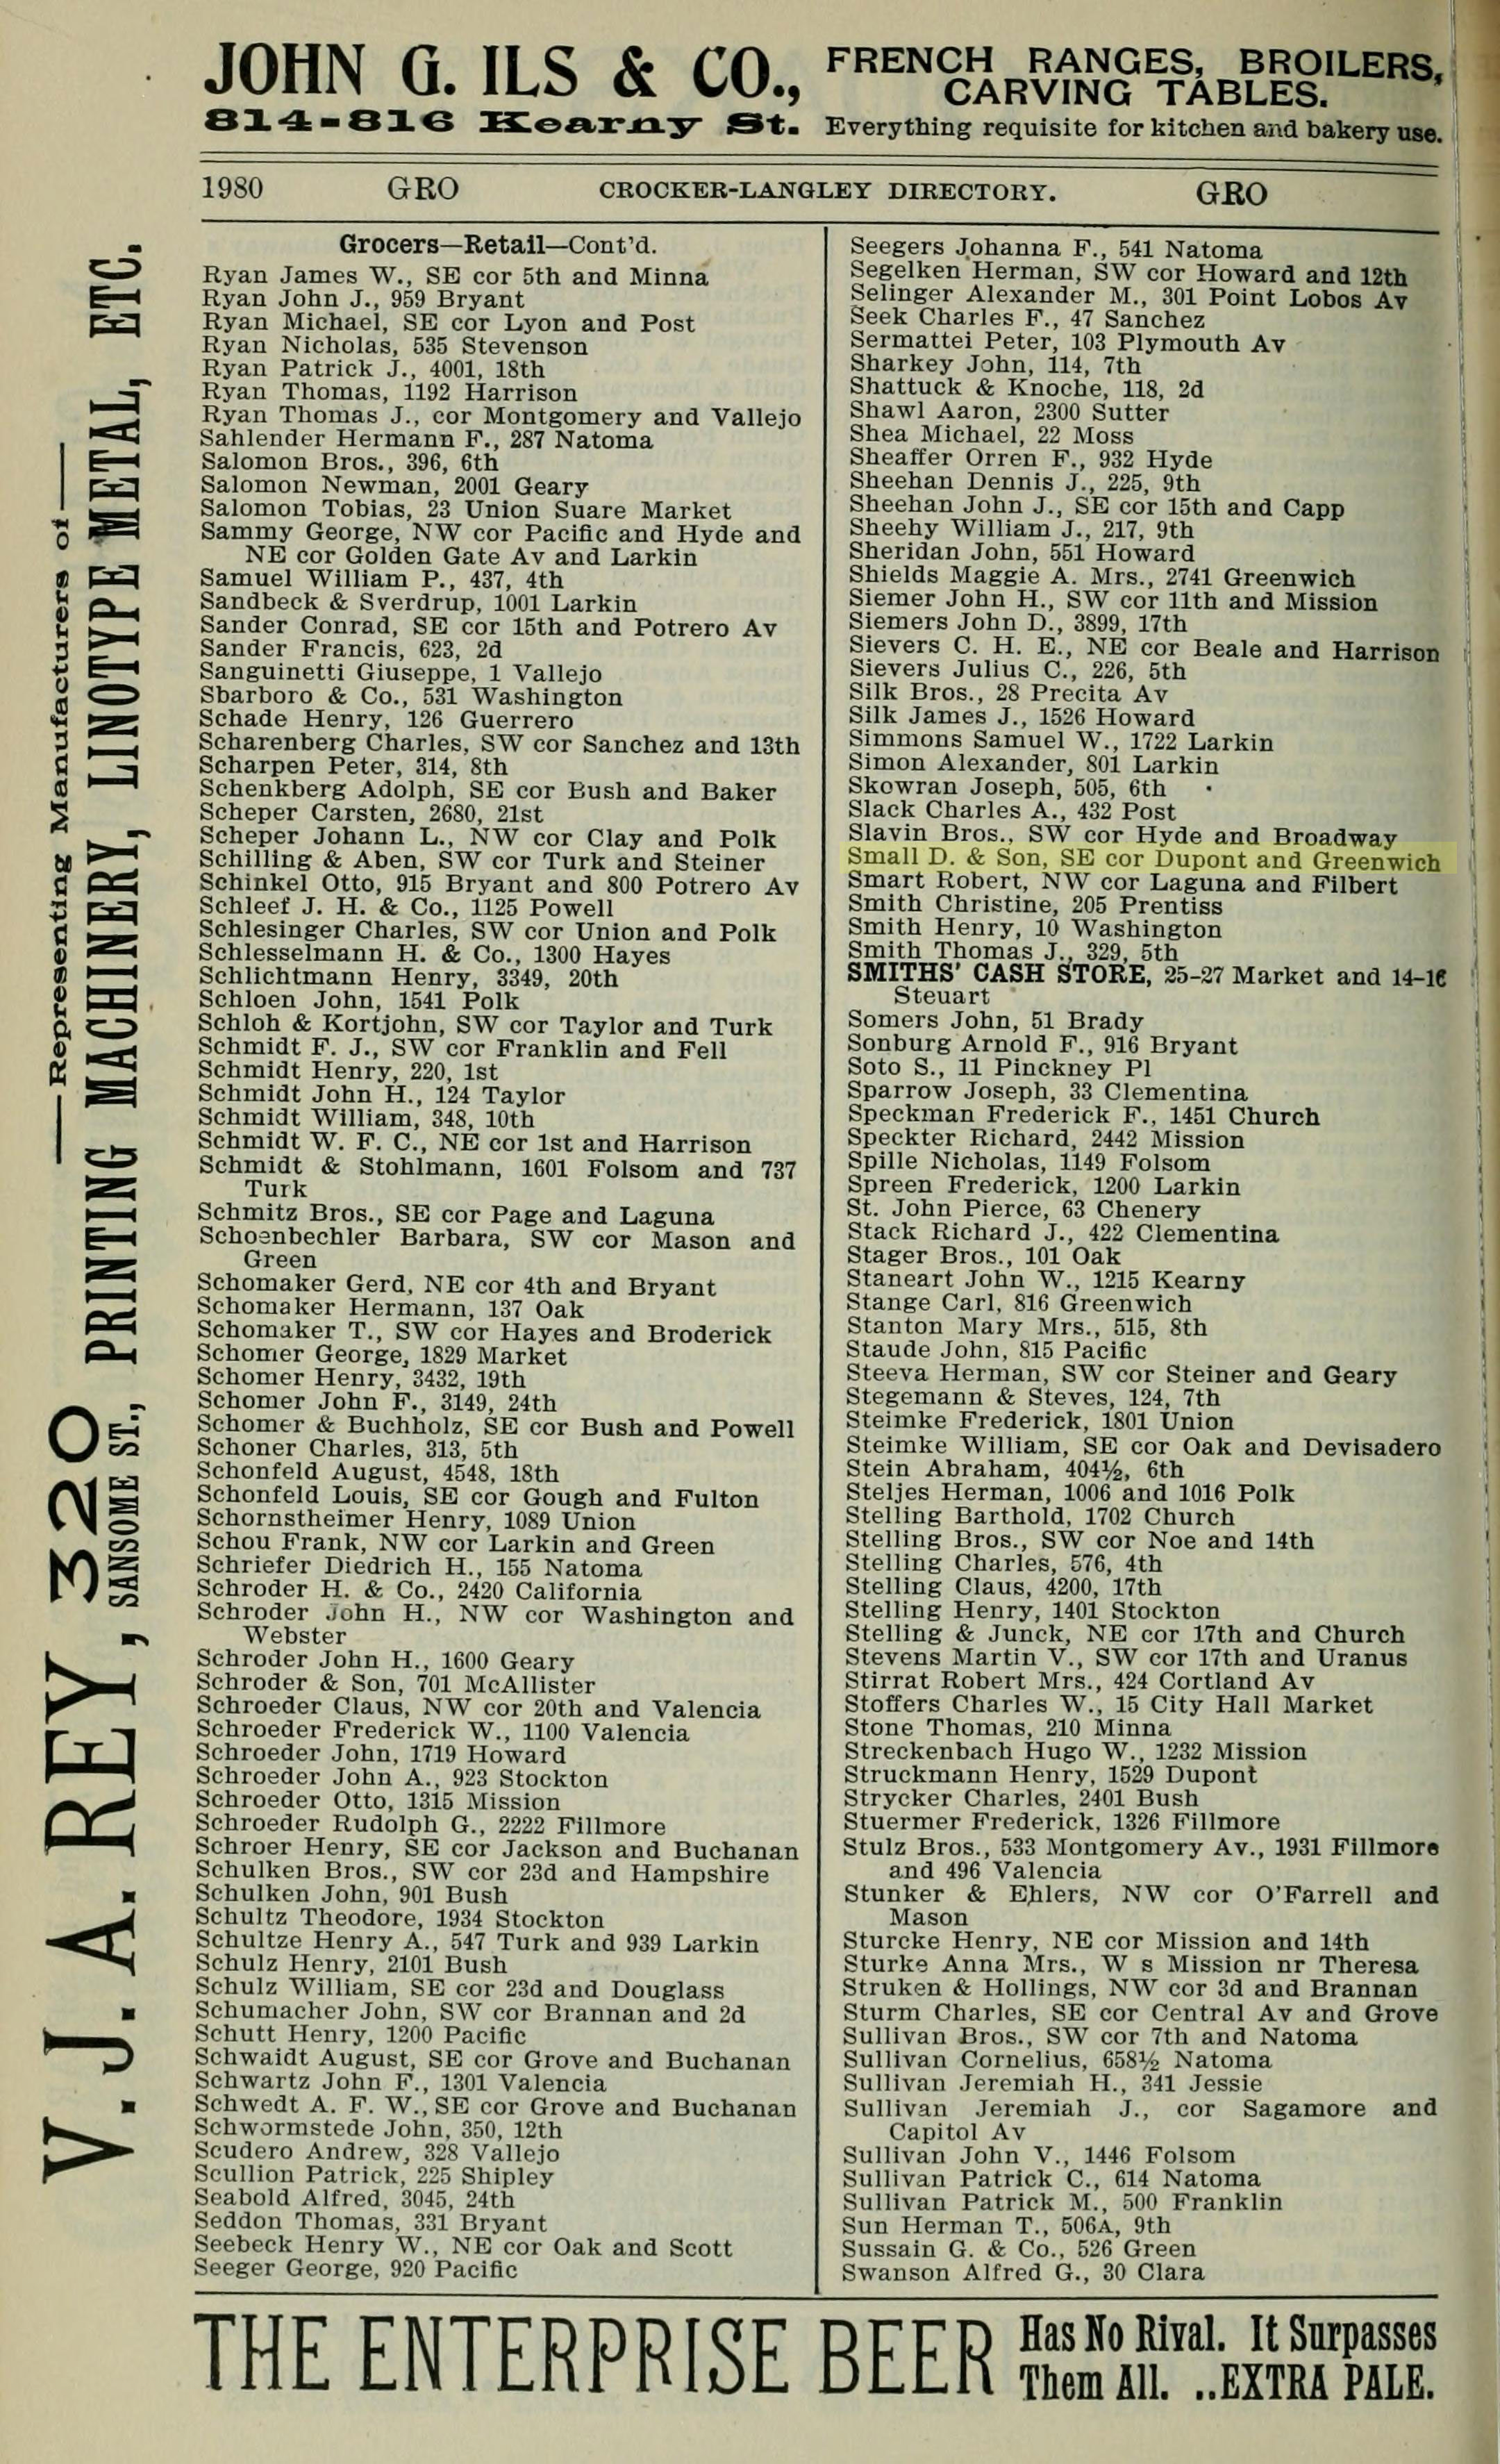 JOHN G. ILS & CO.,
814-816 Kearny St.
FRENCH RANGES, BROILERS,
CARVING TABLES.
Everything requisite for kitchen and bakery use.
1980 GRO CROCKER-LANGLEY DIRECTORY. GRO
Grocers—Retail—Cont'd.
Ryan James W., SE cor 5th and Minna
Ryan John J., 959 Bryant
Ryan Michael, SE cor Lyon and Post
Ryan Nicholas, 535 Stevenson
Ryan Patrick J., 4001, 18th
Ryan Thomas, 1192 Harrison
Ryan Thomas J., cor Montgomery and Vallejo
Sahlender Hermann F., 287 Natoma
Salomon Bros., 396, 6th
Salomon Newman, 2001 Geary
Salomon Tobias, 23 Union Suare Market
Sammy George, NW cor Pacific and Hyde and
NE cor Golden Gate Av and Larkin
Samuel William P., 437, 4th
Sandbeck & Sverdrup, 1001 Larkin
Sander Conrad, SE cor 15th and Potrero Av
Sander Francis, 623, 2d
Sanguinetti Giuseppe, 1 Vallejo
Sbarboro & Co., 531 Washington
Schade Henry, 126 Guerrero
Scharenberg Charles, SW cor Sanchez and 13th
Scharpen Peter, 314, 8th
Schenkberg Adolph, SE cor Bush and Baker
Scheper Carsten, 2680, 21st
Scheper Johann L., NW cor Clay and Polk
Schilling & Aben, SW cor Turk and Steiner
Schinkel Otto, 915 Bryant and 800 Potrero Av
Schleef J. H. & Co., 1125 Powell
Schlesinger Charles, SW cor Union and Polk
Schlesselmann H. & Co., 1300 Hayes
Schlichtmann Henry, 3349, 20th
Schloen John, 1541 Polk
Schloh & Kortjohn, SW cor Taylor and Turk
Schmidt F. J., SW cor Franklin and Fell
Schmidt Henry, 220, 1st
Schmidt John H., 124 Taylor
Schmidt William, 348, 10th
Schmidt W. F. C., NE cor 1st and Harrison
Schmidt & Stohlmann, 1601 Folsom and 737
Turk
Schmitz Bros., SE cor Page and Laguna
Schoenbechler Barbara, SW cor Mason and
Green
Schomaker Gerd, NE cor 4th and Bryant
Schomaker Hermann, 137 Oak
Schomaker T., SW cor Hayes and Broderick
Schomer George, 1829 Market
Schomer Henry, 3432, 19th
Schomer John F., 3149, 24th
Schomer & Buchholz, SE cor Bush and Powell
Schoner Charles, 313, 5th
Schonfeld August, 4548, 18th
Schonfeld Louis, SE cor Gough and Fulton
Schornstheimer Henry, 1089 Union
Schou Frank, NW cor Larkin and Green
Schriefer Diedrich H., 155 Natoma
Schroder H. & Co., 2420 California
Schroder John H., NW cor Washington and
Webster
Schroder John H., 1600 Geary
Schroder & Son, 701 McAllister
Schroeder Claus, NW cor 20th and Valencia
Schroeder Frederick W., 1100 Valencia
Schroeder John, 1719 Howard
Schroeder John A., 923 Stockton
Schroeder Otto, 1315 Mission
Schroeder Rudolph G., 2222 Fillmore
Schroer Henry, SE cor Jackson and Buchanan
Schulken Bros., SW cor 23d and Hampshire
Schulken John, 901 Bush
Schultz Theodore, 1934 Stockton
Schultze Henry A., 547 Turk and 939 Larkin
Schulz Henry, 2101 Bush
Schulz William, SE cor 23d and Douglass
Schumacher John, SW cor Brannan and 2d
Schutt Henry, 1200 Pacific
Schwaidt August, SE cor Grove and Buchanan
Schwartz John F., 1301 Valencia
Schwedt A. F. W., SE cor Grove and Buchanan
Schwormstede John, 350, 12th
Scudero Andrew, 328 Vallejo
Scullion Patrick, 225 Shipley
Seabold Alfred, 3045, 24th
Seddon Thomas, 331 Bryant
Seebeck Henry W., NE cor Oak and Scott
Seeger George, 920 Pacific
Seegers Johanna F., 541 Natoma
Segelken Herman, SW cor Howard and 12th
Selinger Alexander M., 301 Point Lobos Av
Seek Charles F., 47 Sanchez
Sermattei Peter, 103 Plymouth Av
Sharkey John, 114, 7th
Shattuck & Knoche, 118, 2d
Shawl Aaron, 2300 Sutter
Shea Michael, 22 Moss
Sheaffer Orren F., 932 Hyde
Sheehan Dennis J., 225, 9th
Sheehan John J., SE cor 15th and Capp
Sheehy William J., 217, 9th
Sheridan John, 551 Howard
Shields Maggie A. Mrs., 2741 Greenwich
Siemer John H., SW cor 11th and Mission
Siemers John D., 3899, 17th
Sievers C. H. E., NE cor Beale and Harrison
Sievers Julius C., 226, 5th
Silk Bros., 28 Precita Av
Silk James J., 1526 Howard
Simmons Samuel W., 1722 Larkin
Simon Alexander, 801 Larkin
Skowran Joseph, 505, 6th
Slack Charles A., 432 Post
Slavin Bros., SW cor Hyde and Broadway
Small D. & Son, SE cor Dupont and Greenwich
Smart Robert, NW cor Laguna and Filbert
Smith Christine, 205 Prentiss
Smith Henry, 10 Washington
Smith Thomas J., 329, 5th
SMITHS' CASH STORE, 25-27 Market and 14-16
Steuart
Somers John, 51 Brady
Sonburg Arnold F., 916 Bryant
Soto S., 11 Pinckney Pl
Sparrow Joseph, 33 Clementina
Speckman Frederick F., 1451 Church
Speckter Richard, 2442 Mission
Spille Nicholas, 1149 Folsom
Spreen Frederick, 1200 Larkin
St. John Pierce, 63 Chenery
Stack Richard J., 422 Clementina
Stager Bros., 101 Oak
Staneart John W., 1215 Kearny
Stange Carl, 816 Greenwich
Stanton Mary Mrs., 515, 8th
Staude John, 815 Pacific
Steeva Herman, SW cor Steiner and Geary
Stegemann & Steves, 124, 7th
Steimke Frederick, 1801 Union
Steimke William, SE cor Oak and Devisadero
Stein Abraham, 404½, 6th
Steljes Herman, 1006 and 1016 Polk
Stelling Barthold, 1702 Church
Stelling Bros., SW cor Noe and 14th
Stelling Charles, 576, 4th
Stelling Claus, 4200, 17th
Stelling Henry, 1401 Stockton
Stelling & Junck, NE cor 17th and Church
Stevens Martin V., SW cor 17th and Uranus
Stirrat Robert Mrs., 424 Cortland Av
Stoffers Charles W., 15 City Hall Market
Stone Thomas, 210 Minna
Streckenbach Hugo W., 1232 Mission
Struckmann Henry, 1529 Dupont
Strycker Charles, 2401 Bush
Stuermer Frederick, 1326 Fillmore
Stulz Bros., 533 Montgomery Av., 1931 Fillmore
and 496 Valencia
Stunker & Ehlers, NW cor O'Farrell and
Mason
Sturcke Henry, NE cor Mission and 14th
Sturke Anna Mrs., W s Mission nr Theresa
Struken & Hollings, NW cor 3d and Brannan
Sturm Charles, SE cor Central Av and Grove
Sullivan Bros., SW cor 7th and Natoma
Sullivan Cornelius, 658½ Natoma
Sullivan Jeremiah H., 341 Jessie
Sullivan Jeremiah J., cor Sagamore and
Capitol Av
Sullivan John V., 1446 Folsom
Sullivan Patrick C., 614 Natoma
Sullivan Patrick M., 500 Franklin
Sun Herman T., 506A, 9th
Sussain G. & Co., 526 Green
Swanson Alfred G., 30 Clara
V. J. A. REY, 320 SANSOME ST.,
—Representing Manufacturers of—
PRINTING MACHINERY, LINOTYPE METAL, ETC.
THE ENTERPRISE BEER
Has No Rival. It Surpasses
Them All. ..EXTRA PALE.